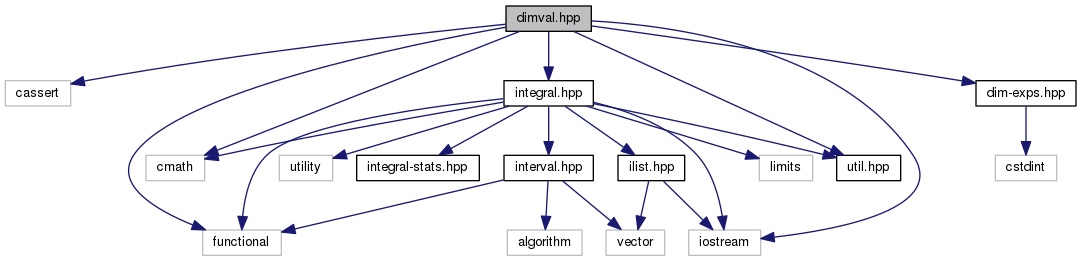 dimval.hpp
cassert
integral.hpp
dim-exps.hpp
cmath
utility
integral-stats.hpp
interval.hpp
ilist.hpp
limits
util.hpp
cstdint
functional
algorithm
vector
iostream